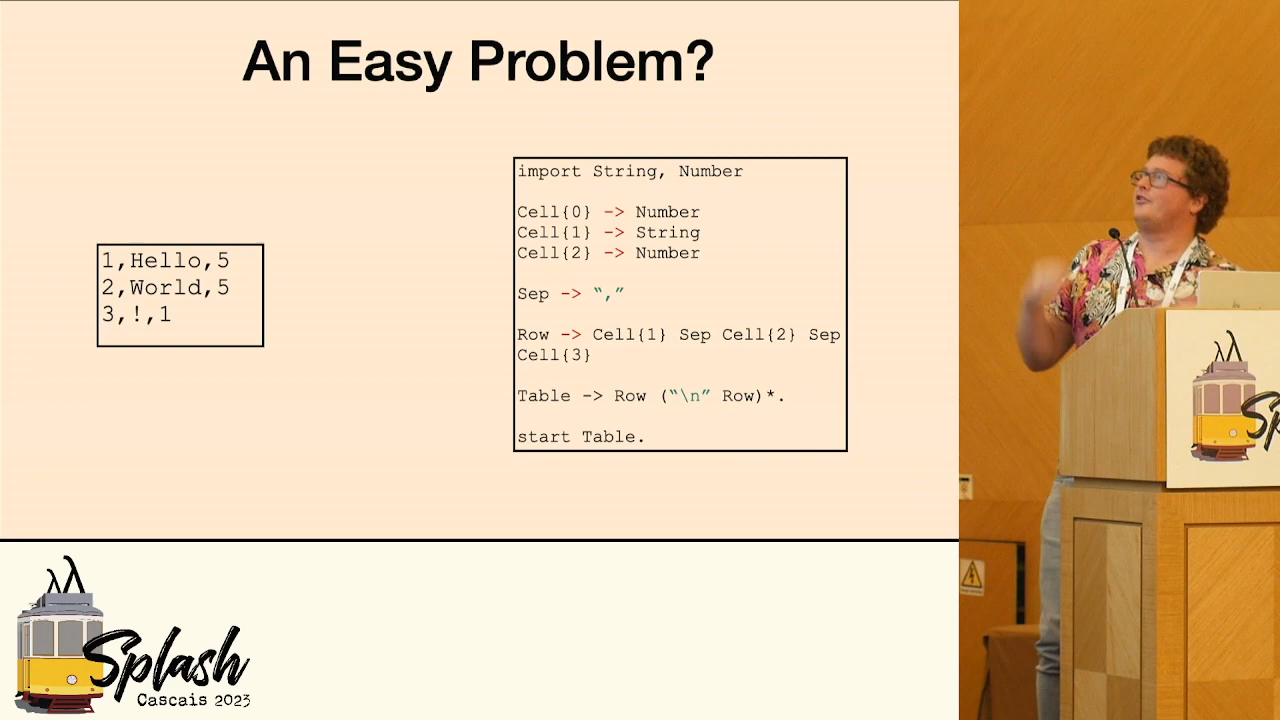 An Easy Problem?
1,Hello,5
2,World,5
3,!,1
import String, Number
Cell{0} -> Number
Cell{1} -> String
Cell{2} -> Number
Sep -> “,”
Row -> Cell{1} Sep Cell{2} Sep
Cell{3}
Table -> Row (“\n” Row)*.
start Table.
Splash
Cascais 2023
Sp